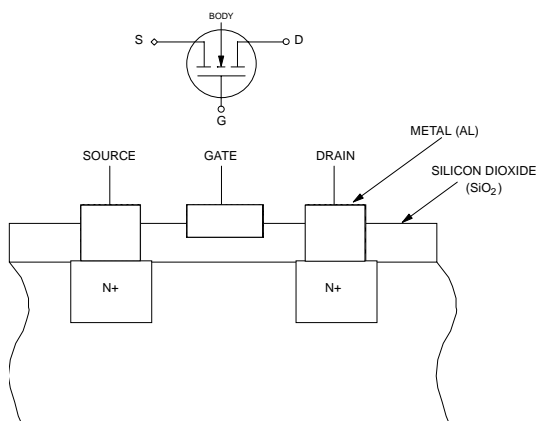 BODY
S
D
G
METAL (AL)
SOURCE
GATE
DRAIN
SILICON DIOXIDE
(SiO₂)
N+
N+